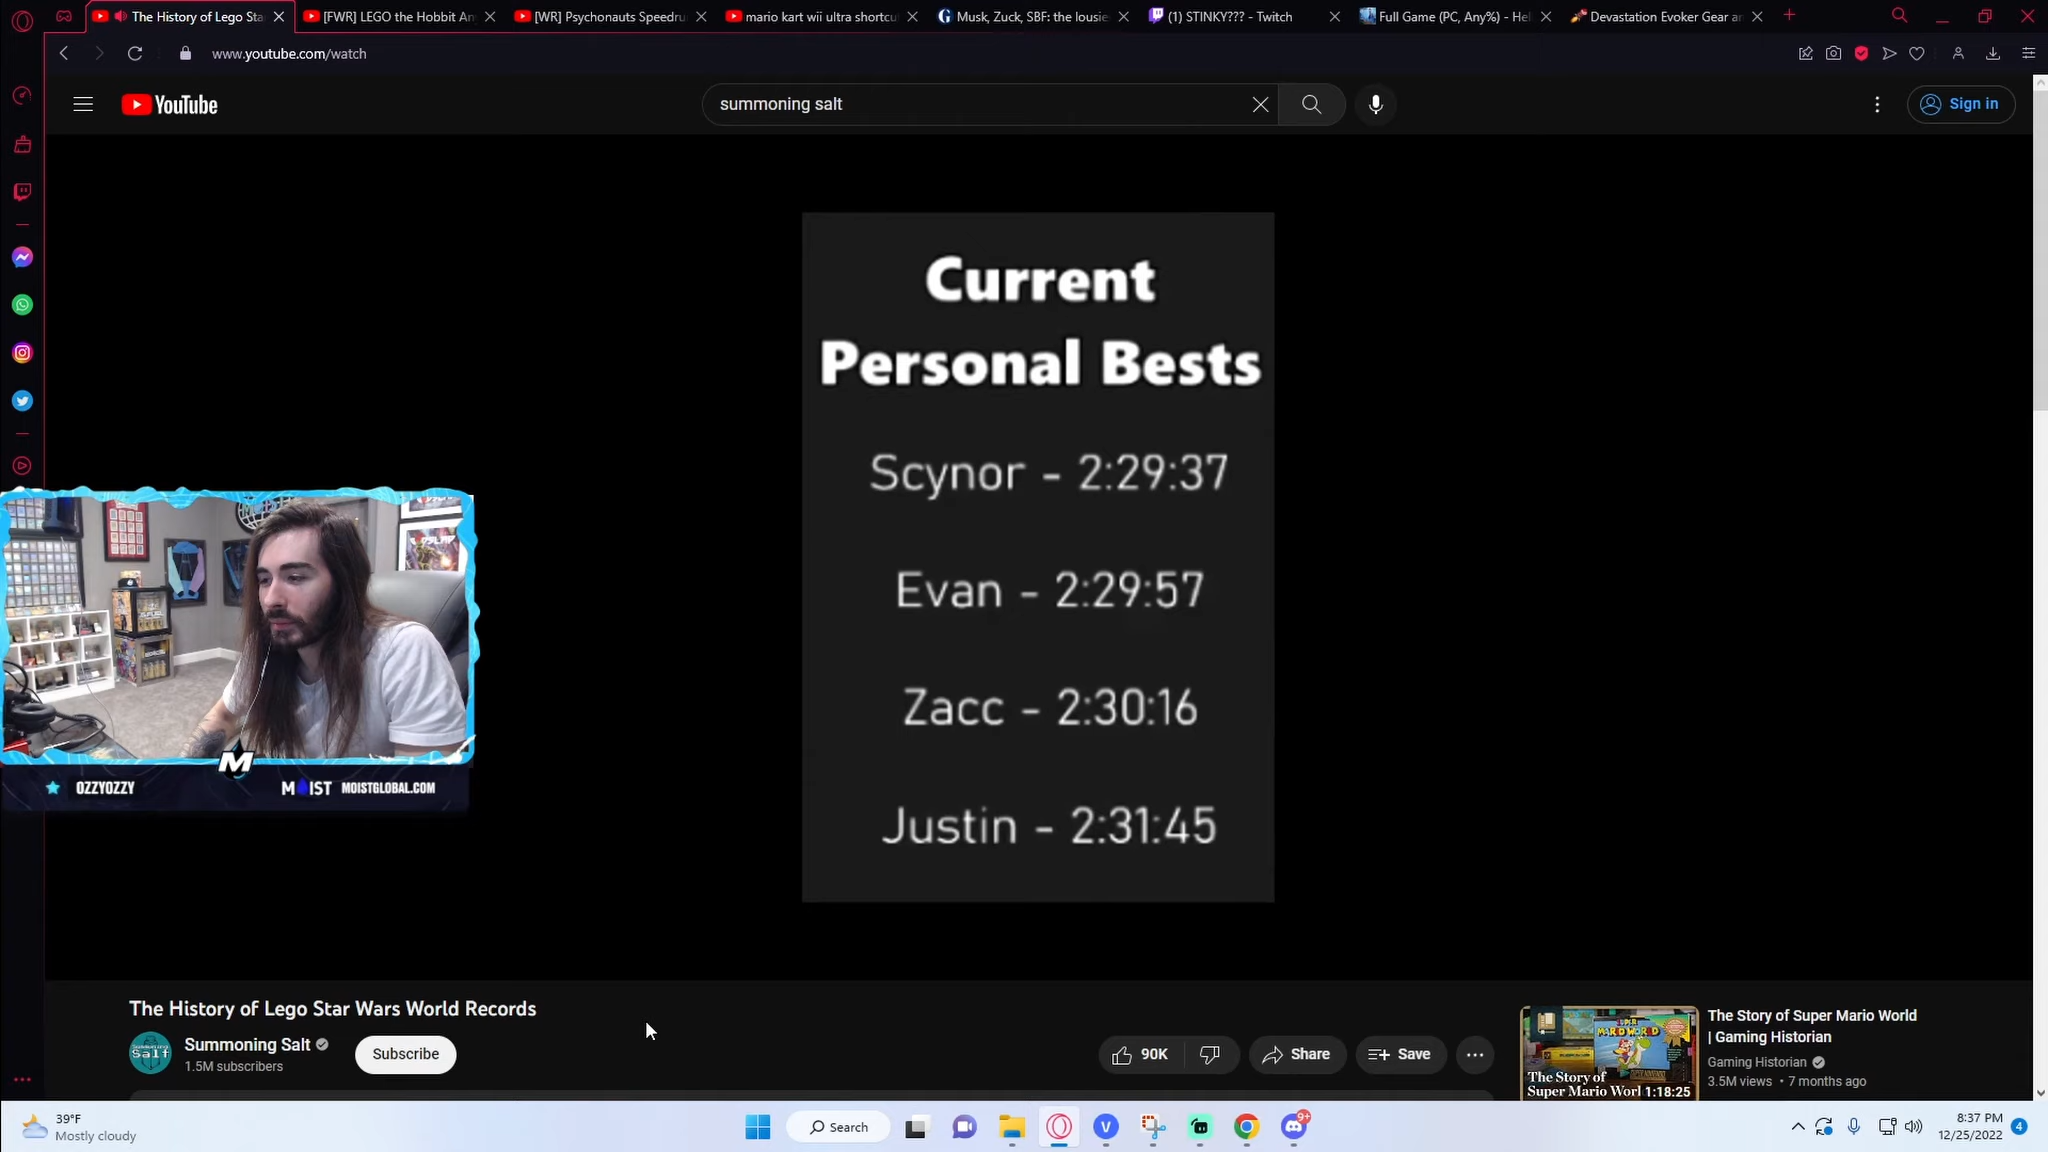 The History of Lego Sta
[FWR] LEGO the Hobbit An
[WR] Psychonauts Speedru
mario kart wii ultra shortcu
Musk, Zuck, SBF: the lousie
(1) STINKY??? - Twitch
Full Game (PC, Any%) - Hel
Devastation Evoker Gear a
www.youtube.com/watch
YouTube
summoning salt
Sign in
Current
Personal Bests
Scynor - 2:29:37
Evan - 2:29:57
Zacc - 2:30:16
Justin - 2:31:45
M
OZZYOZZY
MOIST MOISTGLOBAL.COM
The History of Lego Star Wars World Records
Summoning Salt
1.5M subscribers
Subscribe
90K
Share
Save
The Story of
Super Mario Worl
1:18:25
The Story of Super Mario World
| Gaming Historian
Gaming Historian
3.5M views • 7 months ago
39°F
Mostly cloudy
Search
9+
8:37 PM
12/25/2022
4